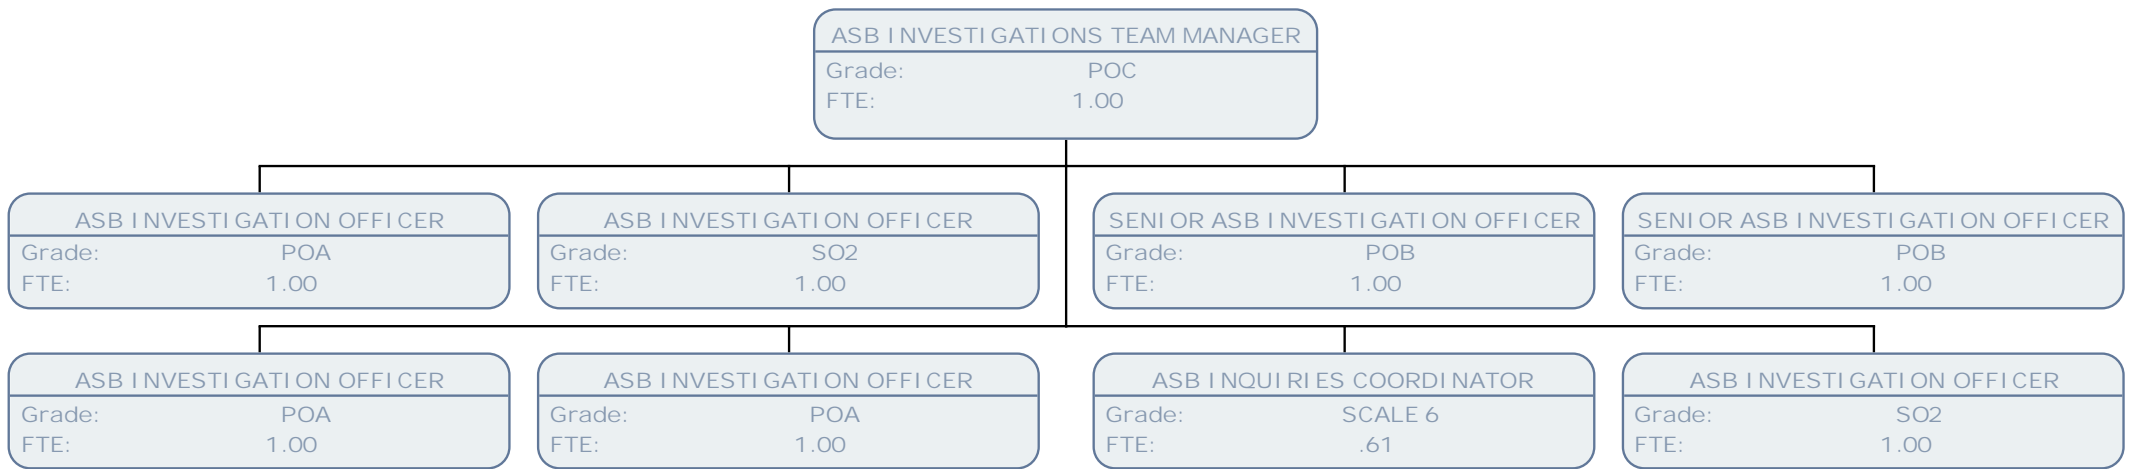 ASB INVESTIGATIONS TEAM MANAGER
Grade: POC
FTE: 1.00
ASB INVESTIGATION OFFICER
Grade: POA
FTE: 1.00
ASB INVESTIGATION OFFICER
Grade: SO2
FTE: 1.00
SENIOR ASB INVESTIGATION OFFICER
Grade: POB
FTE: 1.00
SENIOR ASB INVESTIGATION OFFICER
Grade: POB
FTE: 1.00
ASB INVESTIGATION OFFICER
Grade: POA
FTE: 1.00
ASB INVESTIGATION OFFICER
Grade: POA
FTE: 1.00
ASB INQUIRIES COORDINATOR
Grade: SCALE 6
FTE: .61
ASB INVESTIGATION OFFICER
Grade: SO2
FTE: 1.00